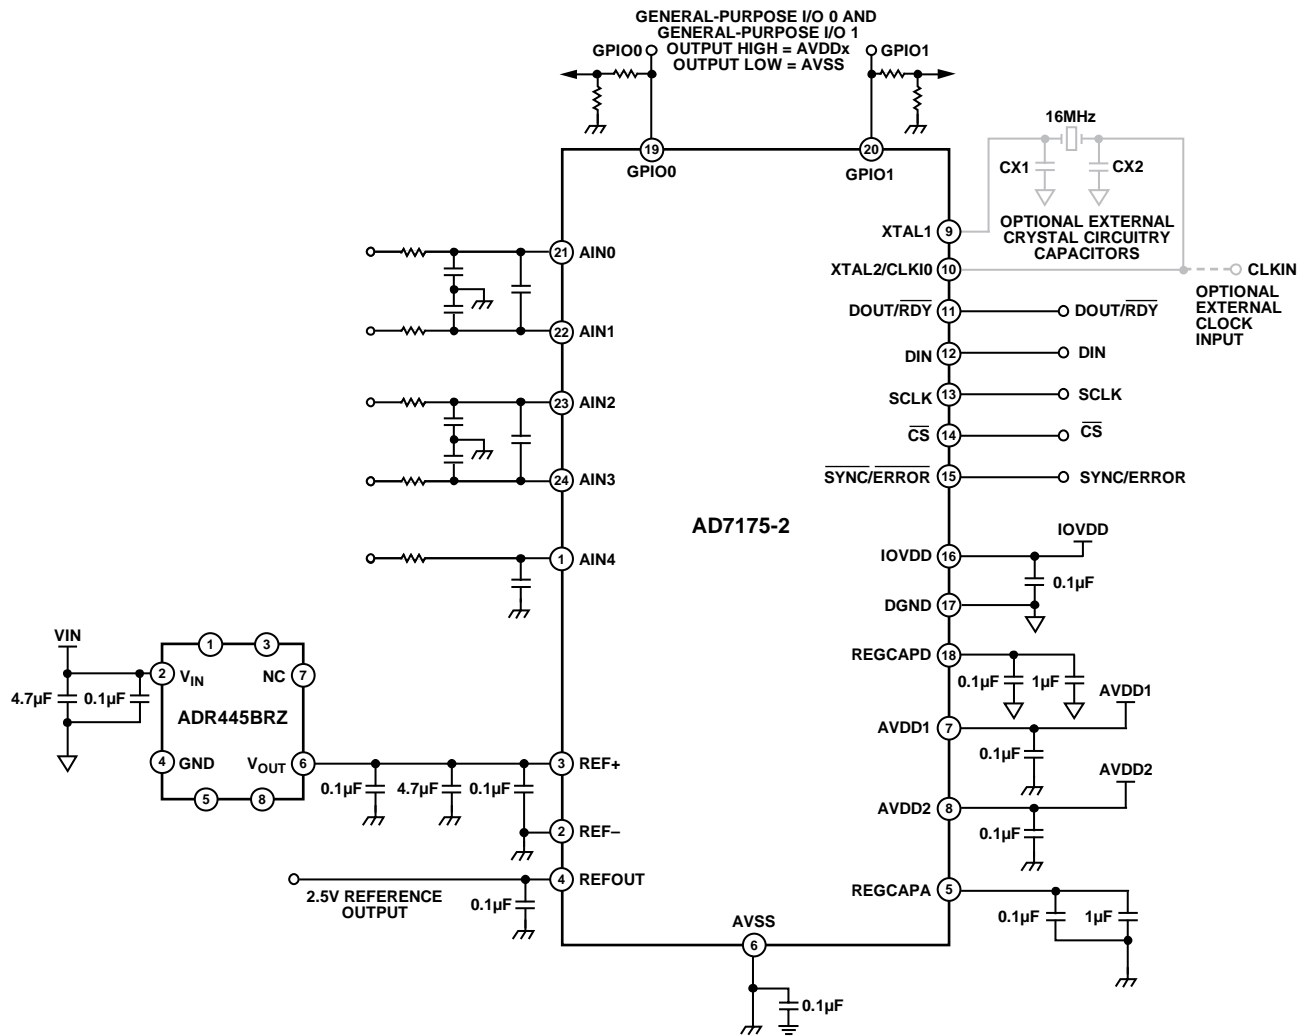 GENERAL-PURPOSE I/O 0 AND
GENERAL-PURPOSE I/O 1
OUTPUT HIGH = AVDDx
OUTPUT LOW = AVSS
GPIO0
GPIO1
19
20
GPIO0
GPIO1
16MHz
CX1
CX2
OPTIONAL EXTERNAL
CRYSTAL CIRCUITRY
CAPACITORS
XTAL1
9
XTAL2/CLKI0
10
CLKIN
OPTIONAL
EXTERNAL
CLOCK
INPUT
21
AIN0
22
AIN1
23
AIN2
24
AIN3
1
AIN4
DOUT/RDY
11
DOUT/RDY
DIN
12
DIN
SCLK
13
SCLK
CS
14
CS
SYNC/ERROR
15
SYNC/ERROR
AD7175-2
IOVDD
IOVDD
16
0.1µF
DGND
17
REGCAPD
18
0.1µF
1µF
AVDD1
AVDD1
7
0.1µF
AVDD2
AVDD2
8
0.1µF
REGCAPA
5
0.1µF
1µF
VIN
1
3
2
VIN
NC
7
4.7µF
0.1µF
ADR445BRZ
4
GND
VOUT
6
5
8
0.1µF
4.7µF
0.1µF
3
REF+
2
REF–
4
REFOUT
2.5V REFERENCE
OUTPUT
0.1µF
AVSS
6
0.1µF